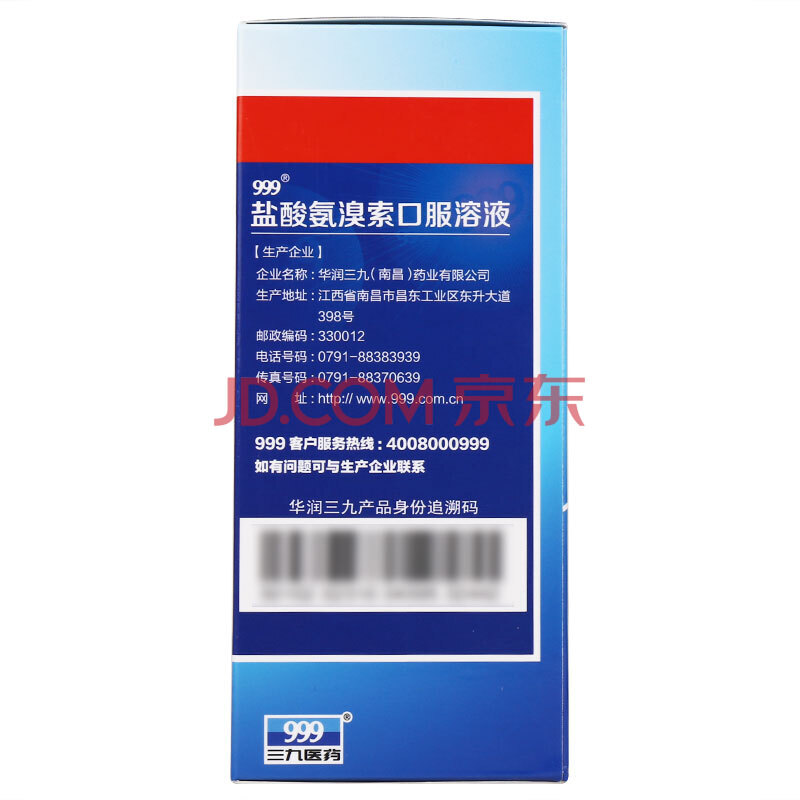 999®
盐酸氨溴索口服溶液
【生产企业】
企业名称：华润三九（南昌）药业有限公司
生产地址：江西省南昌市昌东工业区东升大道
398号
邮政编码：330012
电话号码：0791-88383939
传真号码：0791-88370639
网 址：http// www.999.com.cn
JD.COM 京东
999 客户服务热线：4008000999
如有问题可与生产企业联系
华润三九产品身份追溯码
999®
三九医药